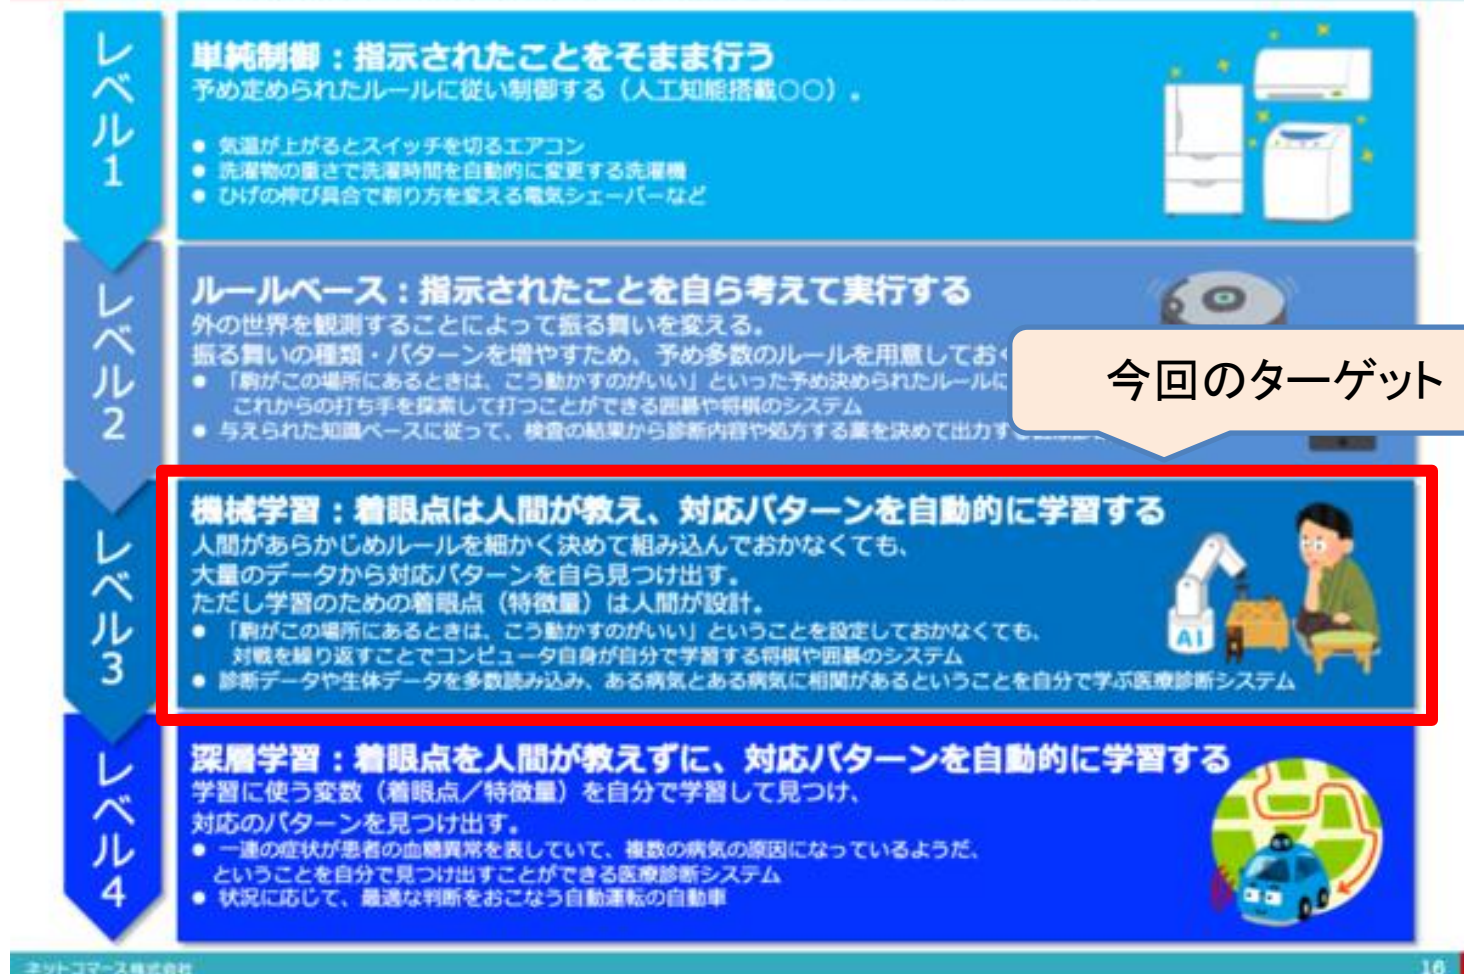 レベル1
単純制御：指示されたことをそまま行う
予め定められたルールに従い制御する（人工知能搭載○○）.
● 気温が上がるとスイッチを切るエアコン
● 洗濯物の重さで洗濯時間を自動的に変更する洗濯機
● ひげの伸び具合で剃り方を変える電気シェーバーなど
レベル2
ルールベース：指示されたことを自ら考えて実行する
外の世界を観測することによって振る舞いを変える。
振る舞いの種類・パターンを増やすため、予め多数のルールを用意してお
● 「駒がこの場所にあるときは、こう動かすのがいい」といった予め決められたルールに
これからの打ち手を探索して打つことができる囲碁や将棋のシステム
● 与えられた知識ベースに従って、検査の結果から診断内容や処方する薬を決めて出力す
今回のターゲット
レベル3
機械学習：着眼点は人間が教え、対応パターンを自動的に学習する
人間があらかじめルールを細かく決めて組み込んでおかなくても、
大量のデータから対応パターンを自ら見つけ出す。
ただし学習のための着眼点（特徴量）は人間が設計。
● 「駒がこの場所にあるときは、こう動かすのがいい」ということを設定しておかなくても、
対戦を繰り返すことでコンピュータ自身が自分で学習する将棋や囲碁のシステム
● 診断データや生体データを多数読み込み、ある病気とある病気に相関があるということを自分で学ぶ医療診断システム
AI
レベル4
深層学習：着眼点を人間が教えずに、対応パターンを自動的に学習する
学習に使う変数（着眼点／特徴量）を自分で学習して見つけ、
対応のパターンを見つけ出す。
● 一連の症状が患者の血糖異常を表していて、複数の病気の原因になっているようだ、
ということを自分で見つけ出すことができる医療診断システム
● 状況に応じて、最適な判断をおこなう自動運転の自動車
ネットコマース株式会社
16